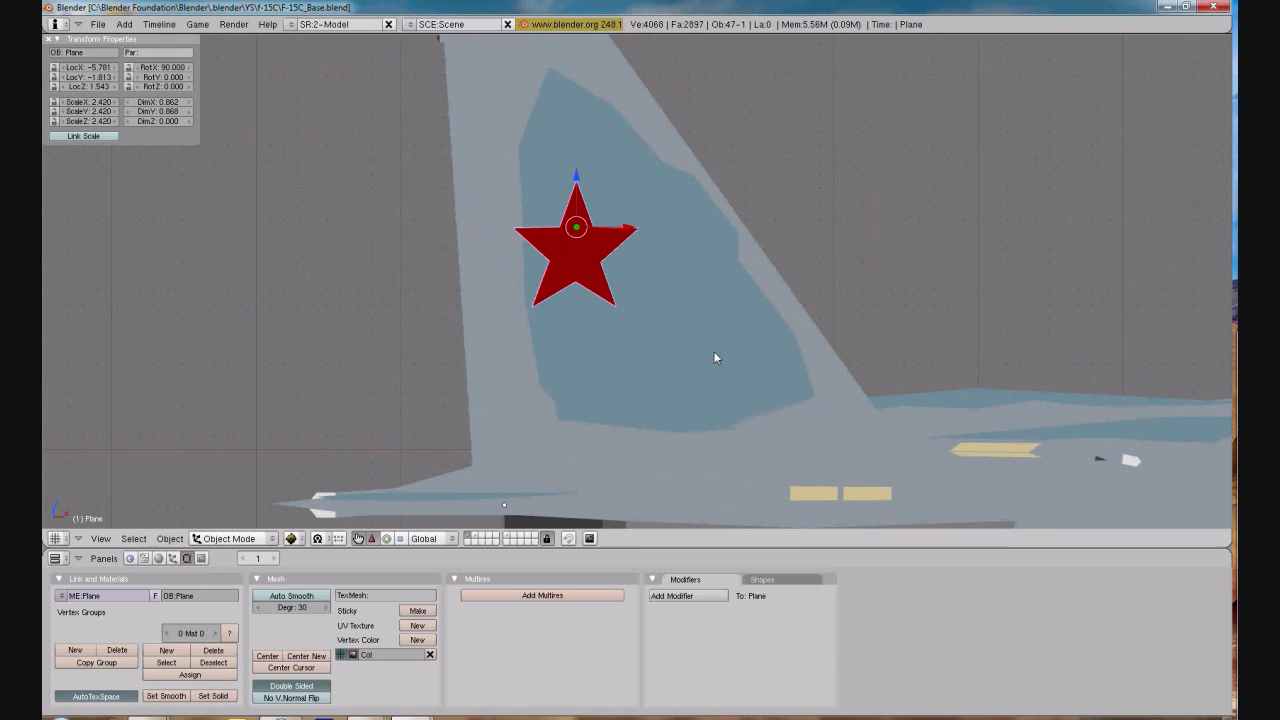 Blender [C:\Blender Foundation\Blender\.blender\YS\f-15C\F-15C_Base.blend]
File Add Timeline Game Render Help SR:2-Model SCE:Scene www.blender.org 248.1 Ve:4068 | Fa:2897 | Ob:47-1 | La:0 | Mem:5.56M (0.09M) | Time: | Plane
Transform Properties
OB: Plane Par:
LocX: -5.781 RotX: 90.000
LocY: -1.813 RotY: 0.000
LocZ: 1.543 RotZ: 0.000
ScaleX: 2.420 DimX: 0.862
ScaleY: 2.420 DimY: 0.868
ScaleZ: 2.420 DimZ: 0.000
Link Scale
(1) Plane
View Select Object Object Mode Global
Panels 1
Link and Materials Mesh Multires Modifiers Shapes
ME:Plane F OB:Plane Auto Smooth TexMesh: Add Multires Add Modifier To: Plane
Degr: 30
Vertex Groups Sticky Make
UV Texture New
0 Mat 0 ? Vertex Color New
New Delete New Delete Center Center New Col
Copy Group Select Deselect Center Cursor
Assign
Double Sided
AutoTexSpace Set Smooth Set Solid No V.Normal Flip